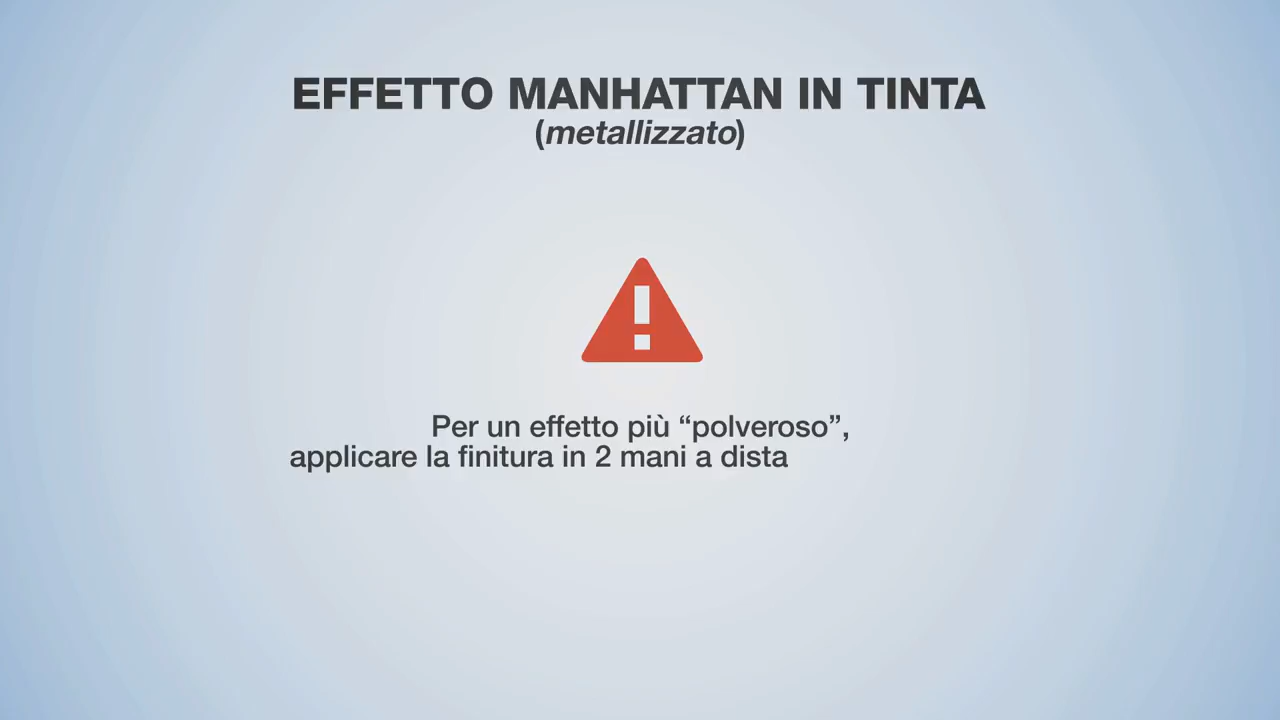 EFFETTO MANHATTAN IN TINTA
(metallizzato)
Per un effetto più “polveroso”,
applicare la finitura in 2 mani a dista